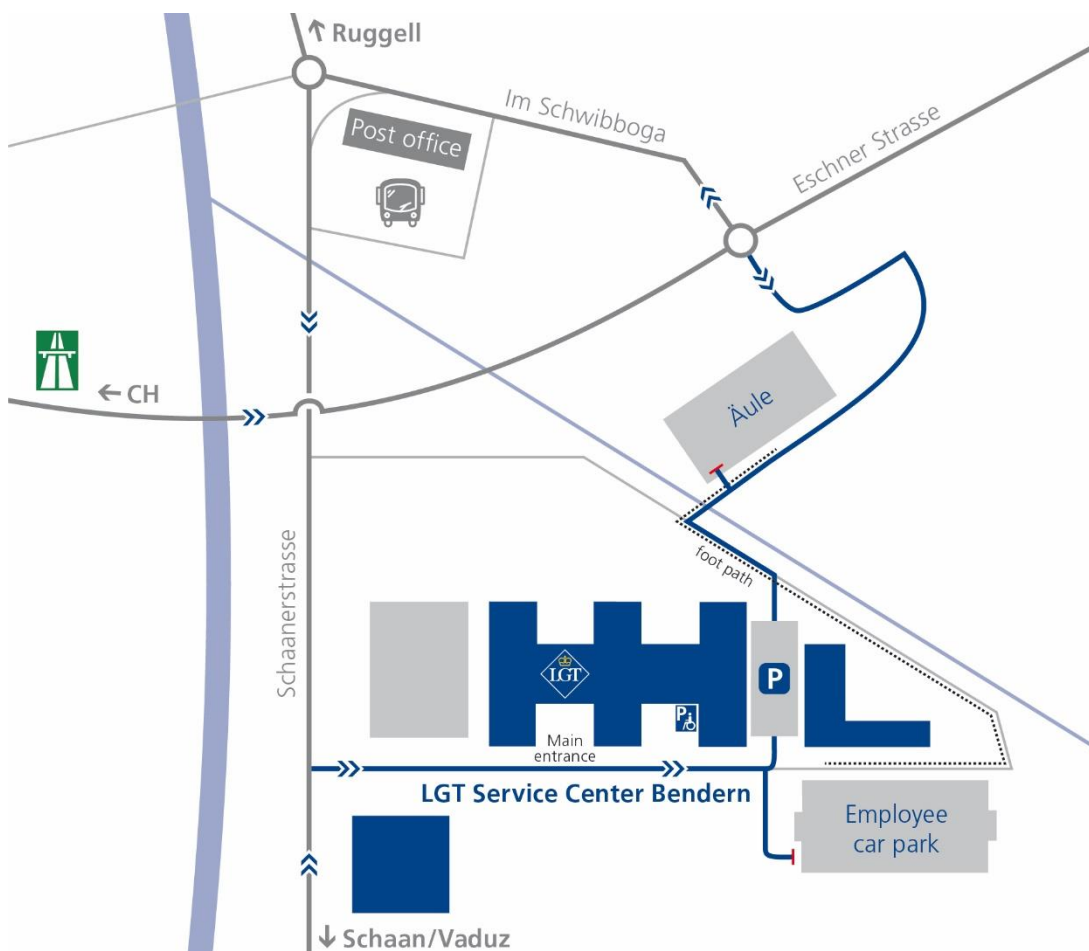 Ruggell
Im Schwibboga
Post office
Eschner Strasse
CH
Äule
foot path
Schaanerstrasse
LGT
P
P
Main
entrance
LGT Service Center Bendern
Employee
car park
Schaan/Vaduz